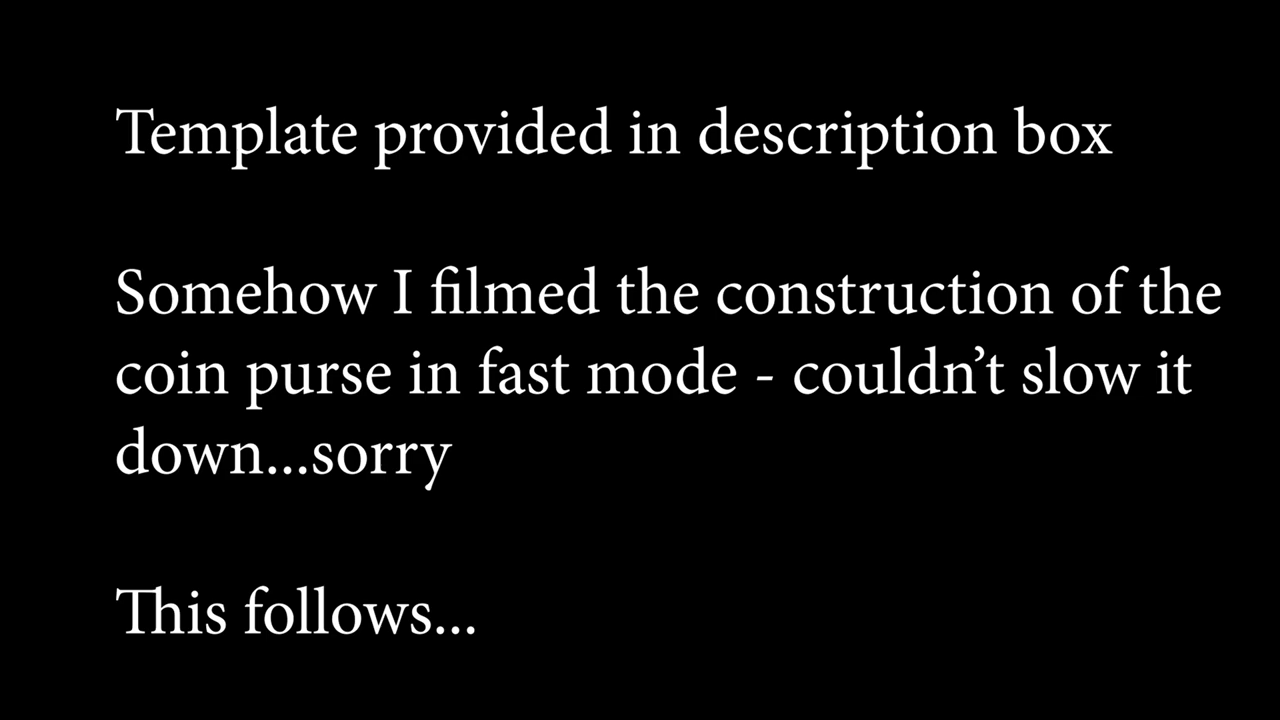 Template provided in description box
Somehow I filmed the construction of the
coin purse in fast mode - couldn’t slow it
down...sorry
This follows...